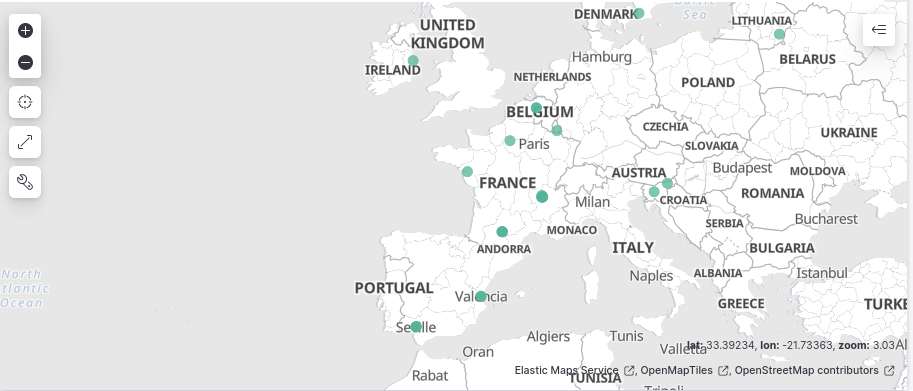 DENMARK
Baltic
Sea
LITHUANIA
UNITED
KINGDOM
Hamburg
BELARUS
IRELAND
NETHERLANDS
POLAND
BELGIUM
CZECHIA
UKRAINE
Paris
SLOVAKIA
Budapest
MOLDOVA
AUSTRIA
FRANCE
ROMANIA
CROATIA
Milan
Bucharest
SERBIA
MONACO
ANDORRA
ITALY
BULGARIA
North
tlantic
Ocean
Naples
ALBANIA
Istanbul
PORTUGAL
Valencia
GREECE
TURKE
Seville
Algiers
Tunis
Valletta
lat: 33.39234, lon: -21.73363, zoom: 3.03
Al
Oran
Rabat
TUNISIA
Elastic Maps Service , OpenMapTiles , OpenStreetMap contributors
Tripoli